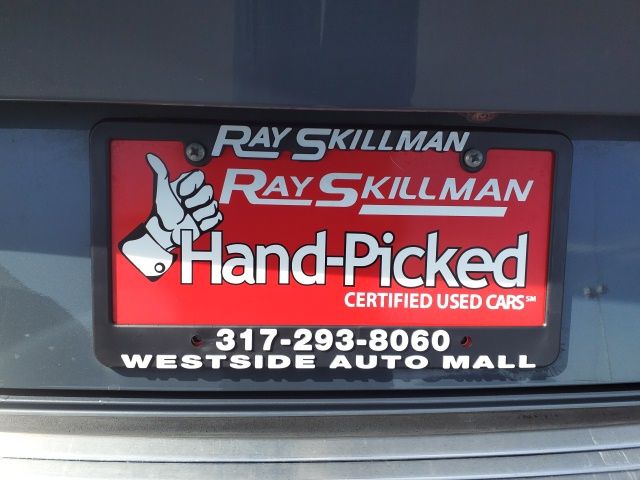 RAY SKILLMAN
RAY SKILLMAN
Hand-Picked
CERTIFIED USED CARS℠
317-293-8060
WESTSIDE AUTO MALL